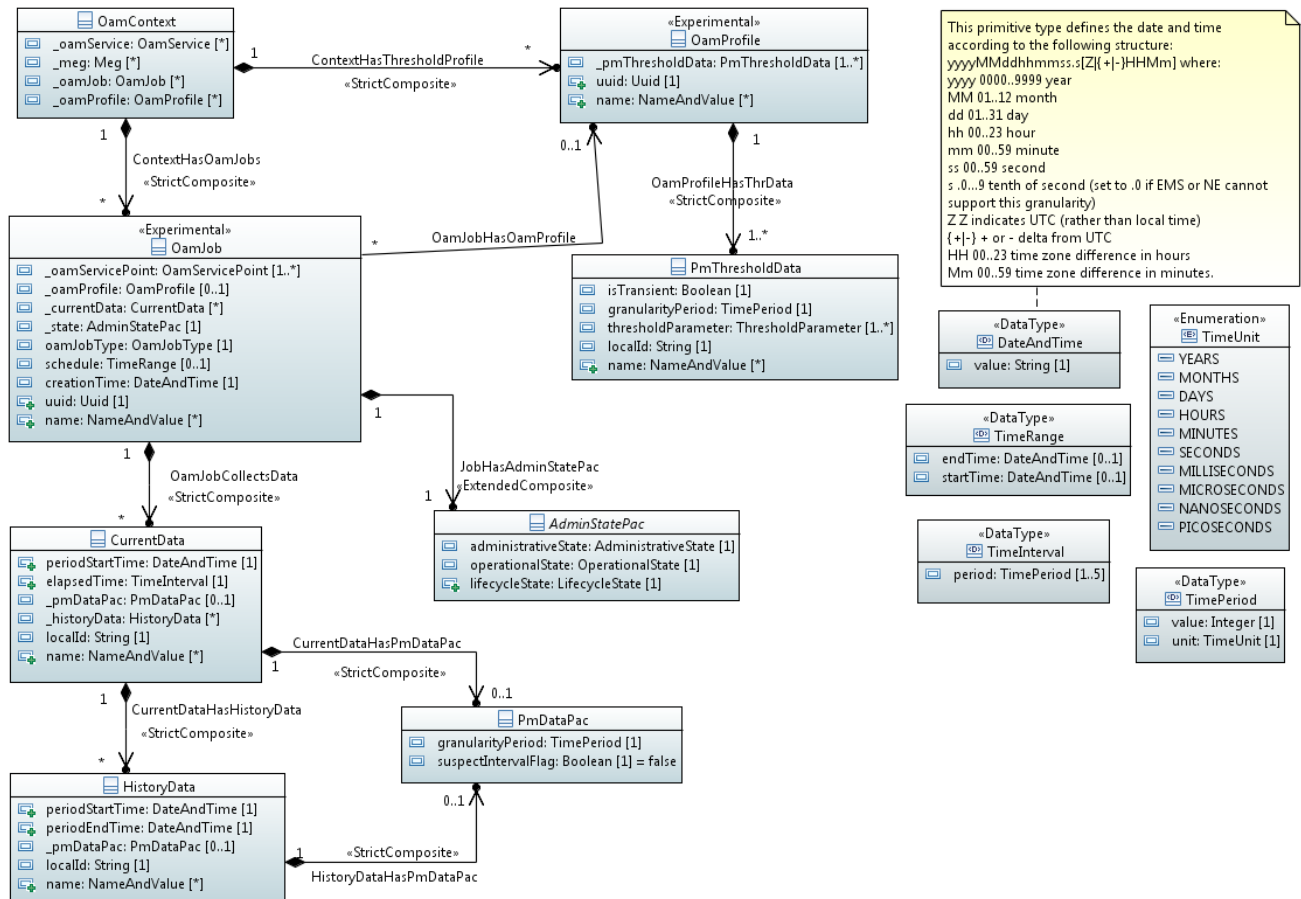 OamContext
_oamService: OamService [*]
_meg: Meg [*]
_oamJob: OamJob [*]
_oamProfile: OamProfile [*]
1
ContextHasThresholdProfile
«StrictComposite»
*
«Experimental»
OamProfile
_pmThresholdData: PmThresholdData [1..*]
uuid: Uuid [1]
name: NameAndValue [*]
1
ContextHasOamJobs
«StrictComposite»
*
0..1
1
OamProfileHasThrData
«StrictComposite»
1..*
«Experimental»
OamJob
_oamServicePoint: OamServicePoint [1..*]
_oamProfile: OamProfile [0..1]
_currentData: CurrentData [*]
_state: AdminStatePac [1]
oamJobType: OamJobType [1]
schedule: TimeRange [0..1]
creationTime: DateAndTime [1]
uuid: Uuid [1]
name: NameAndValue [*]
*
OamJobHasOamProfile
PmThresholdData
isTransient: Boolean [1]
granularityPeriod: TimePeriod [1]
thresholdParameter: ThresholdParameter [1..*]
localId: String [1]
name: NameAndValue [*]
1
JobHasAdminStatePac
«ExtendedComposite»
1
AdminStatePac
administrativeState: AdministrativeState [1]
operationalState: OperationalState [1]
lifecycleState: LifecycleState [1]
1
OamJobCollectsData
«StrictComposite»
*
CurrentData
periodStartTime: DateAndTime [1]
elapsedTime: TimeInterval [1]
_pmDataPac: PmDataPac [0..1]
_historyData: HistoryData [*]
localId: String [1]
name: NameAndValue [*]
CurrentDataHasPmDataPac
1
«StrictComposite»
0..1
1
CurrentDataHasHistoryData
«StrictComposite»
*
PmDataPac
granularityPeriod: TimePeriod [1]
suspectIntervalFlag: Boolean [1] = false
0..1
HistoryData
periodStartTime: DateAndTime [1]
periodEndTime: DateAndTime [1]
_pmDataPac: PmDataPac [0..1]
localId: String [1]
name: NameAndValue [*]
1
«StrictComposite»
HistoryDataHasPmDataPac
This primitive type defines the date and time
according to the following structure:
yyyyMMddhhmmss.s[Z|{+|-}HHMm] where:
yyyy 0000..9999 year
MM 01..12 month
dd 01..31 day
hh 00..23 hour
mm 00..59 minute
ss 00..59 second
s .0...9 tenth of second (set to .0 if EMS or NE cannot
support this granularity)
Z Z indicates UTC (rather than local time)
{+|-} + or - delta from UTC
HH 00..23 time zone difference in hours
Mm 00..59 time zone difference in minutes.
«DataType»
DateAndTime
value: String [1]
«DataType»
TimeRange
endTime: DateAndTime [0..1]
startTime: DateAndTime [0..1]
«DataType»
TimeInterval
period: TimePeriod [1..5]
«Enumeration»
TimeUnit
YEARS
MONTHS
DAYS
HOURS
MINUTES
SECONDS
MILLISECONDS
MICROSECONDS
NANOSECONDS
PICOSECONDS
«DataType»
TimePeriod
value: Integer [1]
unit: TimeUnit [1]